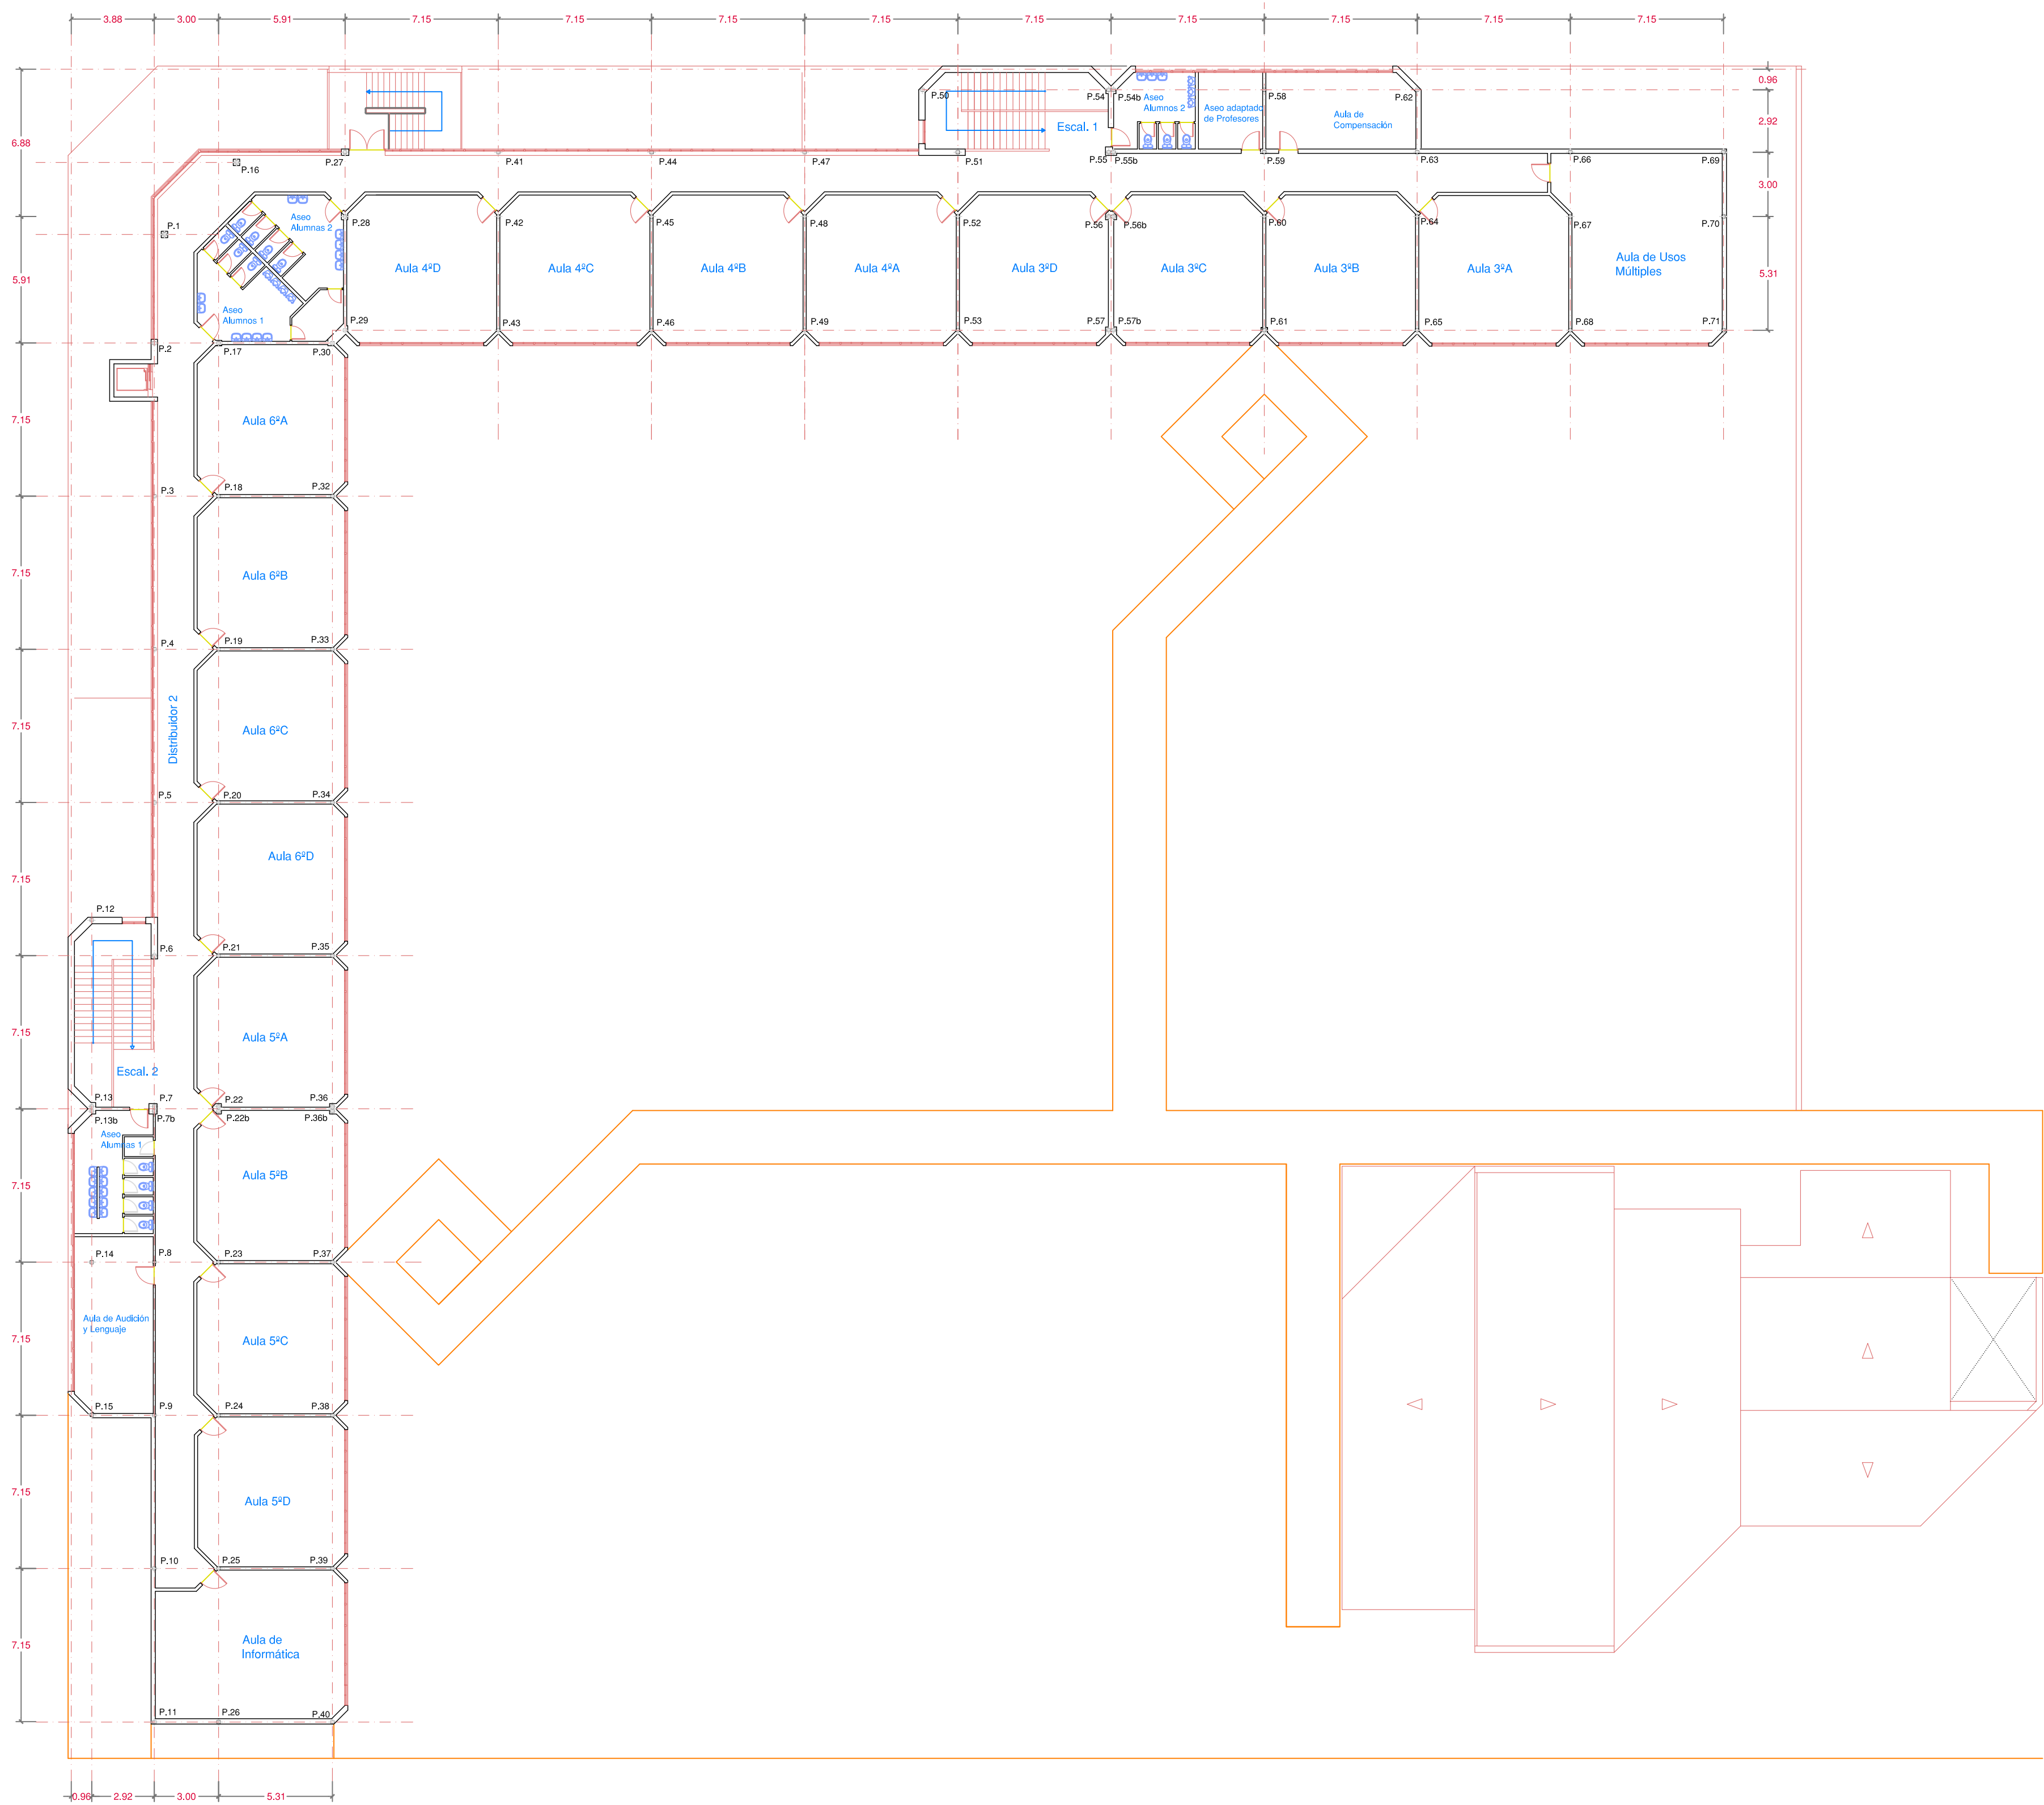 3.88 3.00 5.91 7.15 7.15 7.15 7.15 7.15 7.15 7.15 7.15 7.15
0.96
P.50 P.54 P.54b P.58 P.62
Aseo
Alumnos 2
Aseo adaptado
de Profesores
Aula de
Compensación
2.92
Escal. 1
6.88
P.16 P.27 P.41 P.44 P.47 P.51 P.55 P.55b P.59 P.63 P.66 P.69
3.00
P.1
Aseo
Alumnas 2
P.28 P.42 P.45 P.48 P.52 P.56 P.56b P.60 P.64 P.67 P.70
5.91
Aula 4ºD Aula 4ºC Aula 4ºB Aula 4ºA Aula 3ºD Aula 3ºC Aula 3ºB Aula 3ºA
Aula de Usos
Múltiples
5.31
Aseo
Alumnos 1
P.29 P.43 P.46 P.49 P.53 P.57 P.57b P.61 P.65 P.68 P.71
P.2 P.17 P.30
7.15
Aula 6ºA
P.3 P.18 P.32
7.15
Aula 6ºB
P.4 P.19 P.33
7.15
Distribuidor 2
Aula 6ºC
P.5 P.20 P.34
7.15
Aula 6ºD
P.12
P.6 P.21 P.35
7.15
Aula 5ºA
Escal. 2
P.13 P.7 P.22 P.36
P.13b P.7b P.22b P.36b
Aseo
Alumnas 1
7.15
Aula 5ºB
P.14 P.8 P.23 P.37
7.15
Aula de Audición
y Lenguaje
Aula 5ºC
P.15 P.9 P.24 P.38
7.15
Aula 5ºD
P.10 P.25 P.39
7.15
Aula de
Informática
P.11 P.26 P.40
0.96 2.92 3.00 5.31